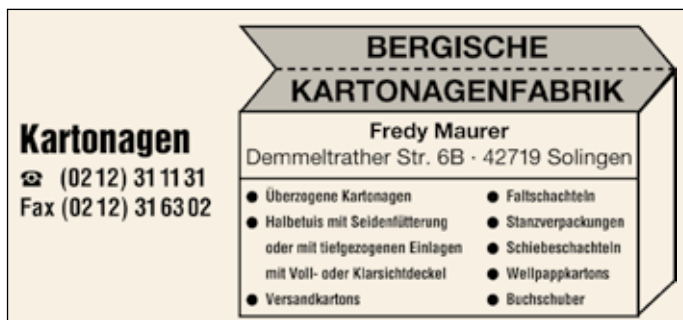 Kartonagen
☎ (02 12) 31 11 31
Fax (02 12) 31 63 02
BERGISCHE
KARTONAGENFABRIK
Fredy Maurer
Demmeltrather Str. 6B · 42719 Solingen
● Überzogene Kartonagen
● Halbetuis mit Seidenfütterung
oder mit tiefgezogenen Einlagen
mit Voll- oder Klarsichtdeckel
● Versandkartons
● Faltschachteln
● Stanzverpackungen
● Schiebeschachteln
● Wellpappkartons
● Buchschuber